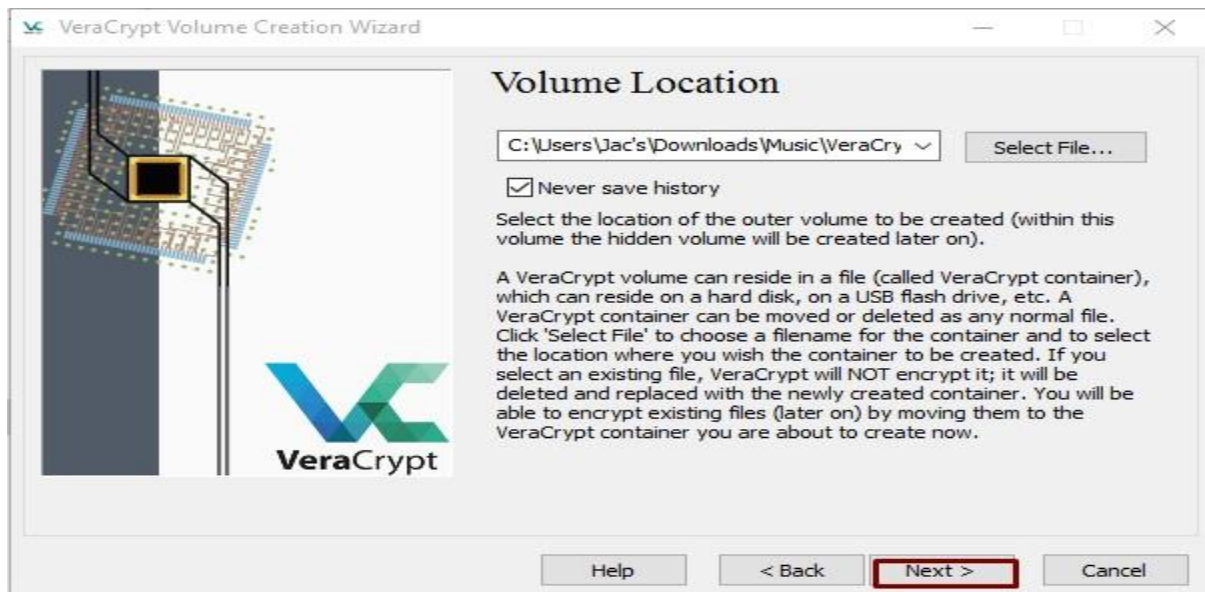 VeraCrypt Volume Creation Wizard
Volume Location
C:\Users\Jac's\Downloads\Music\VeraCry
Select File...
Never save history
Select the location of the outer volume to be created (within this
volume the hidden volume will be created later on).
A VeraCrypt volume can reside in a file (called VeraCrypt container),
which can reside on a hard disk, on a USB flash drive, etc. A
VeraCrypt container can be moved or deleted as any normal file.
Click 'Select File' to choose a filename for the container and to select
the location where you wish the container to be created. If you
select an existing file, VeraCrypt will NOT encrypt it; it will be
deleted and replaced with the newly created container. You will be
able to encrypt existing files (later on) by moving them to the
VeraCrypt container you are about to create now.
VeraCrypt
Help
< Back
Next >
Cancel